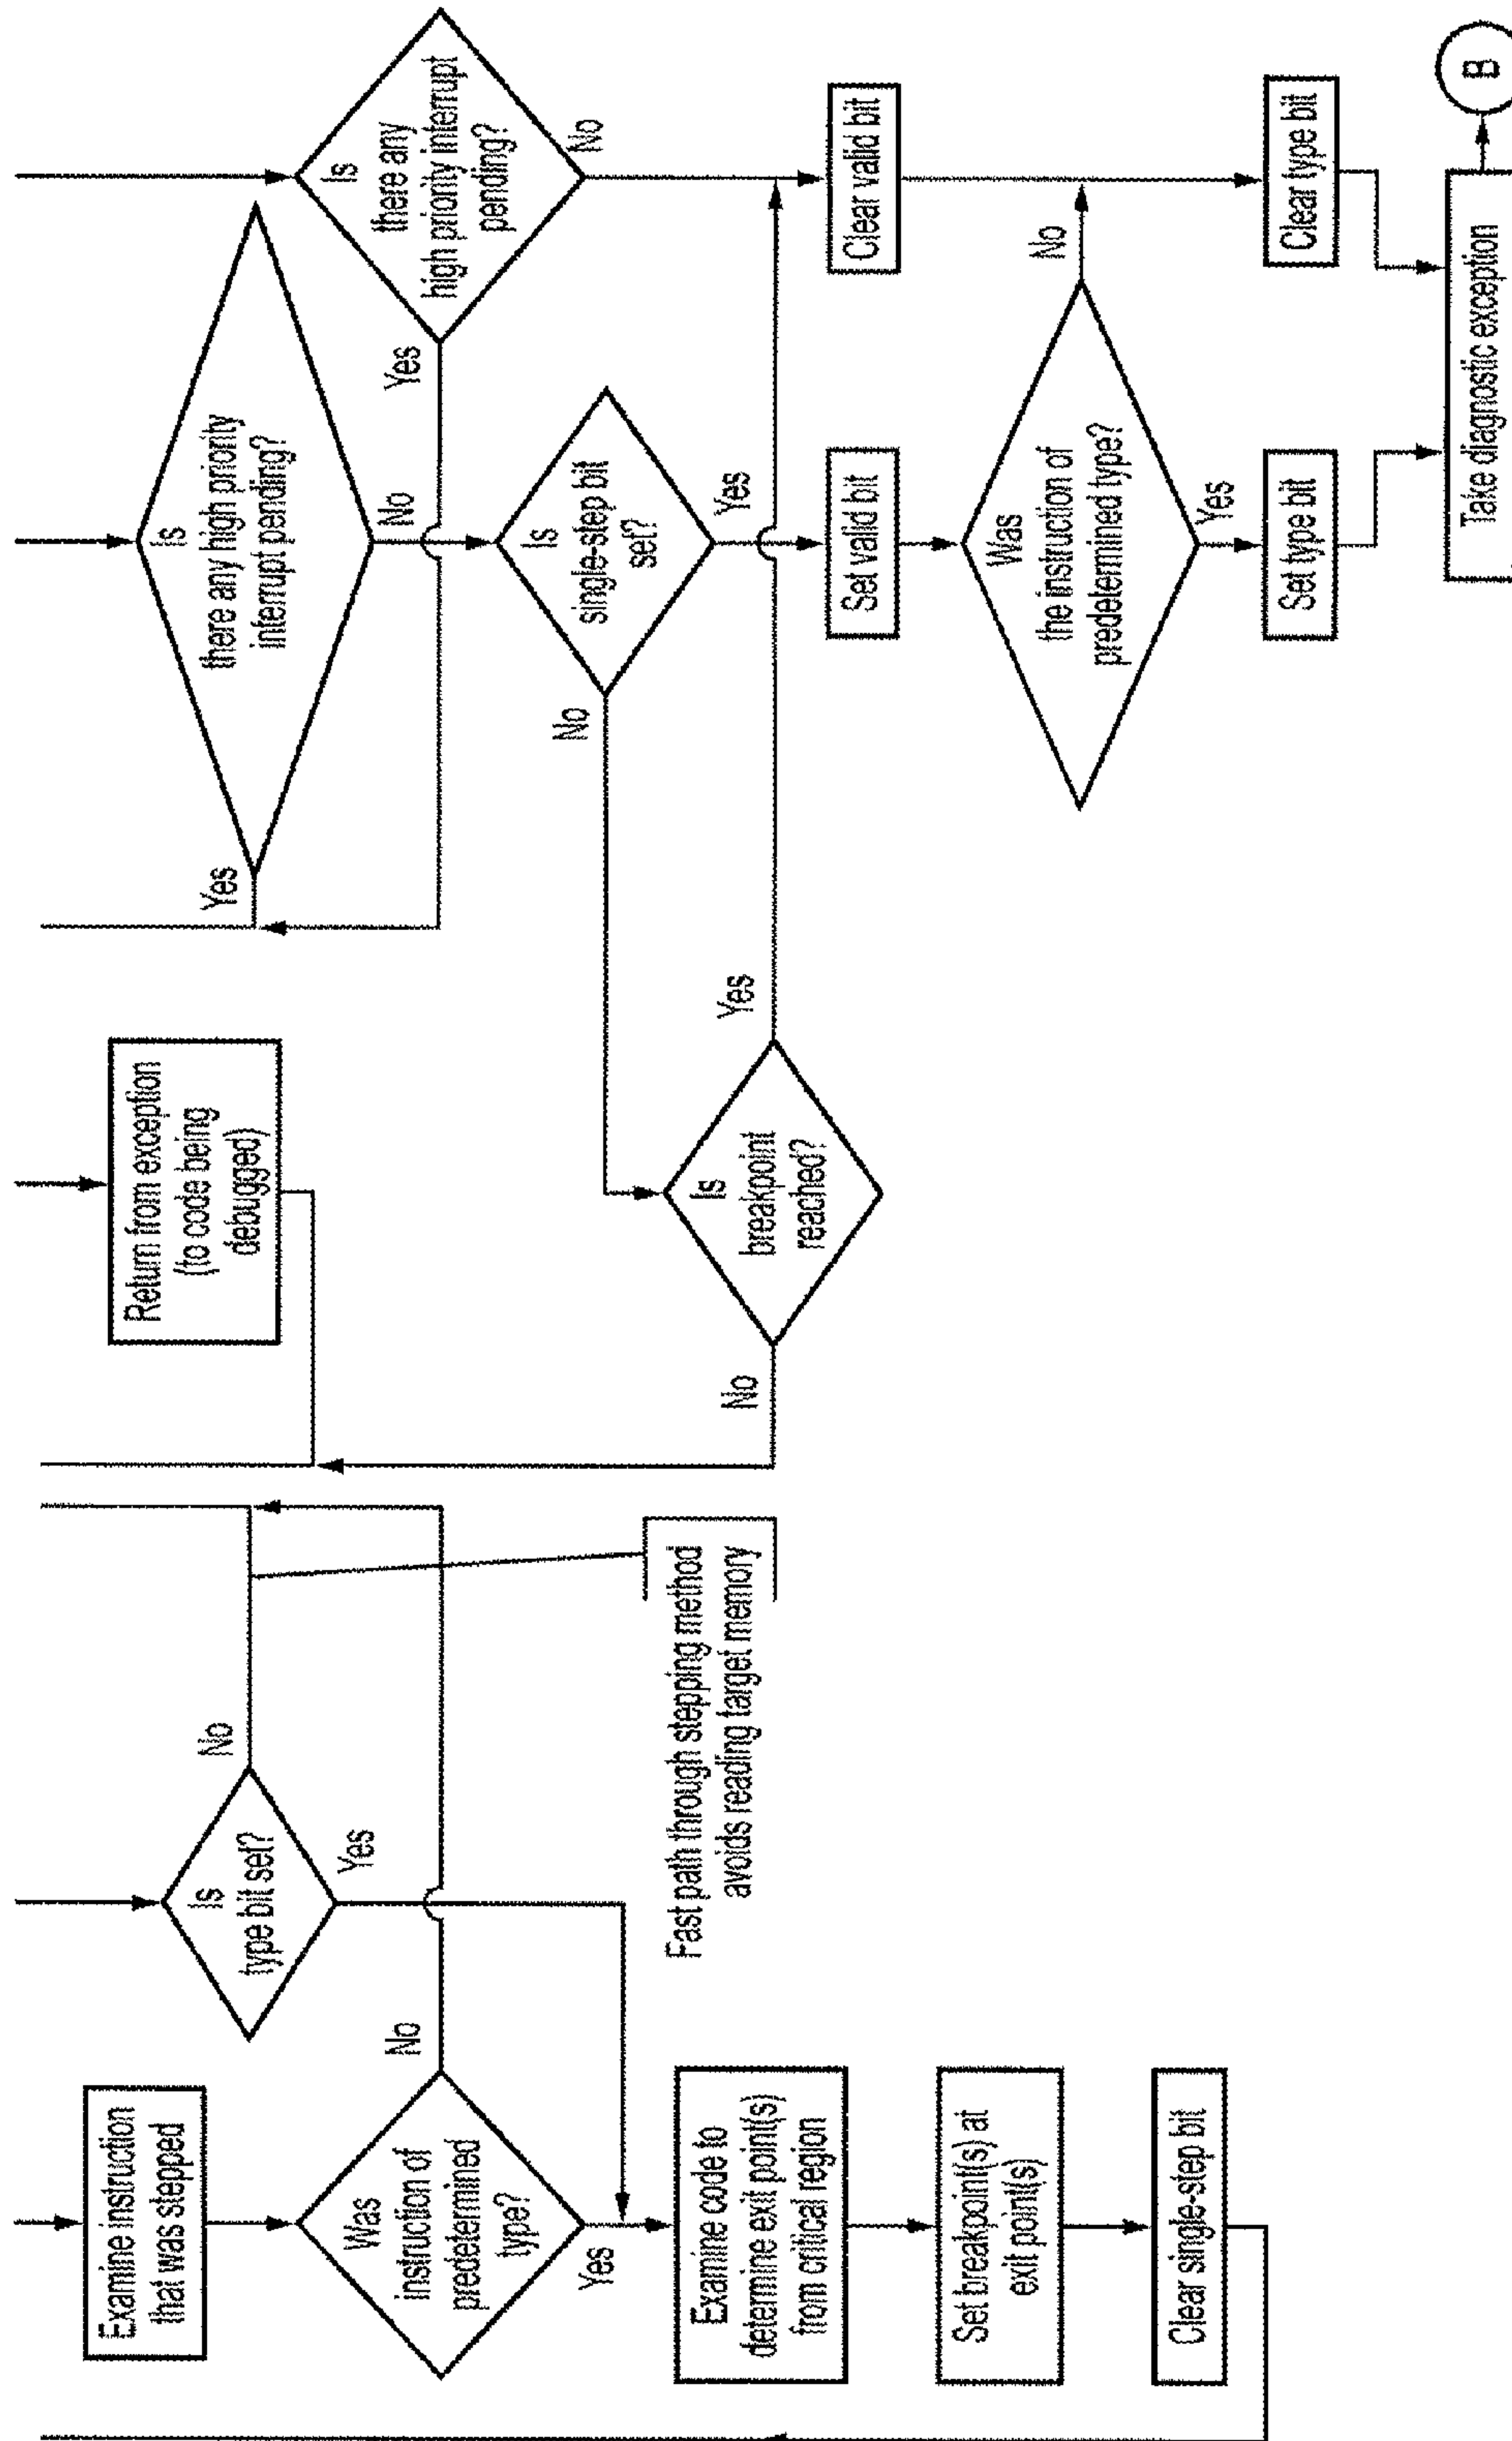 Examine instruction
that was stepped
Was
instruction of
predetermined
type?
No
Yes
Examine code to
determine exit point(s)
from critical region
Set breakpoint(s) at
exit point(s)
Clear single-step bit
Is
type bit set?
No
Yes
Fast path through stepping method
avoids reading target memory
Return from exception
(to code being
debugged)
Is
breakpoint
reached?
No
Yes
Is
there any high priority
interrupt pending?
Yes
No
Is
single-step bit
set?
No
Yes
Set valid bit
Was
the instruction of
predetermined type?
No
Yes
Set type bit
Is
there any
high priority interrupt
pending?
Yes
No
Clear valid bit
Clear type bit
Take diagnostic exception
B